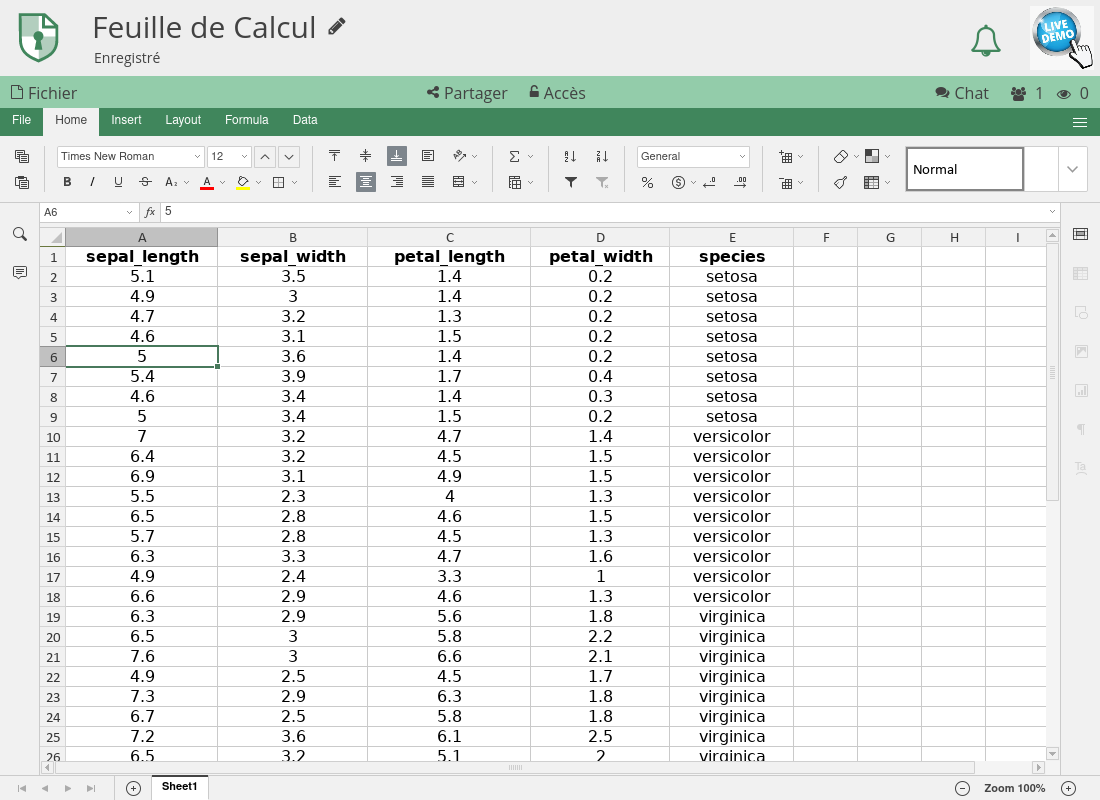 Feuille de Calcul
Enregistré
LIVE DEMO
Fichier Partager Accès Chat 1 0
File Home Insert Layout Formula Data
Times New Roman 12 General Normal
A6 fx 5
A B C D E F G H I
1 sepal_length sepal_width petal_length petal_width species
2 5.1 3.5 1.4 0.2 setosa
3 4.9 3 1.4 0.2 setosa
4 4.7 3.2 1.3 0.2 setosa
5 4.6 3.1 1.5 0.2 setosa
6 5 3.6 1.4 0.2 setosa
7 5.4 3.9 1.7 0.4 setosa
8 4.6 3.4 1.4 0.3 setosa
9 5 3.4 1.5 0.2 setosa
10 7 3.2 4.7 1.4 versicolor
11 6.4 3.2 4.5 1.5 versicolor
12 6.9 3.1 4.9 1.5 versicolor
13 5.5 2.3 4 1.3 versicolor
14 6.5 2.8 4.6 1.5 versicolor
15 5.7 2.8 4.5 1.3 versicolor
16 6.3 3.3 4.7 1.6 versicolor
17 4.9 2.4 3.3 1 versicolor
18 6.6 2.9 4.6 1.3 versicolor
19 6.3 2.9 5.6 1.8 virginica
20 6.5 3 5.8 2.2 virginica
21 7.6 3 6.6 2.1 virginica
22 4.9 2.5 4.5 1.7 virginica
23 7.3 2.9 6.3 1.8 virginica
24 6.7 2.5 5.8 1.8 virginica
25 7.2 3.6 6.1 2.5 virginica
26 6.5 3.2 5.1 2 virginica
Sheet1 Zoom 100%